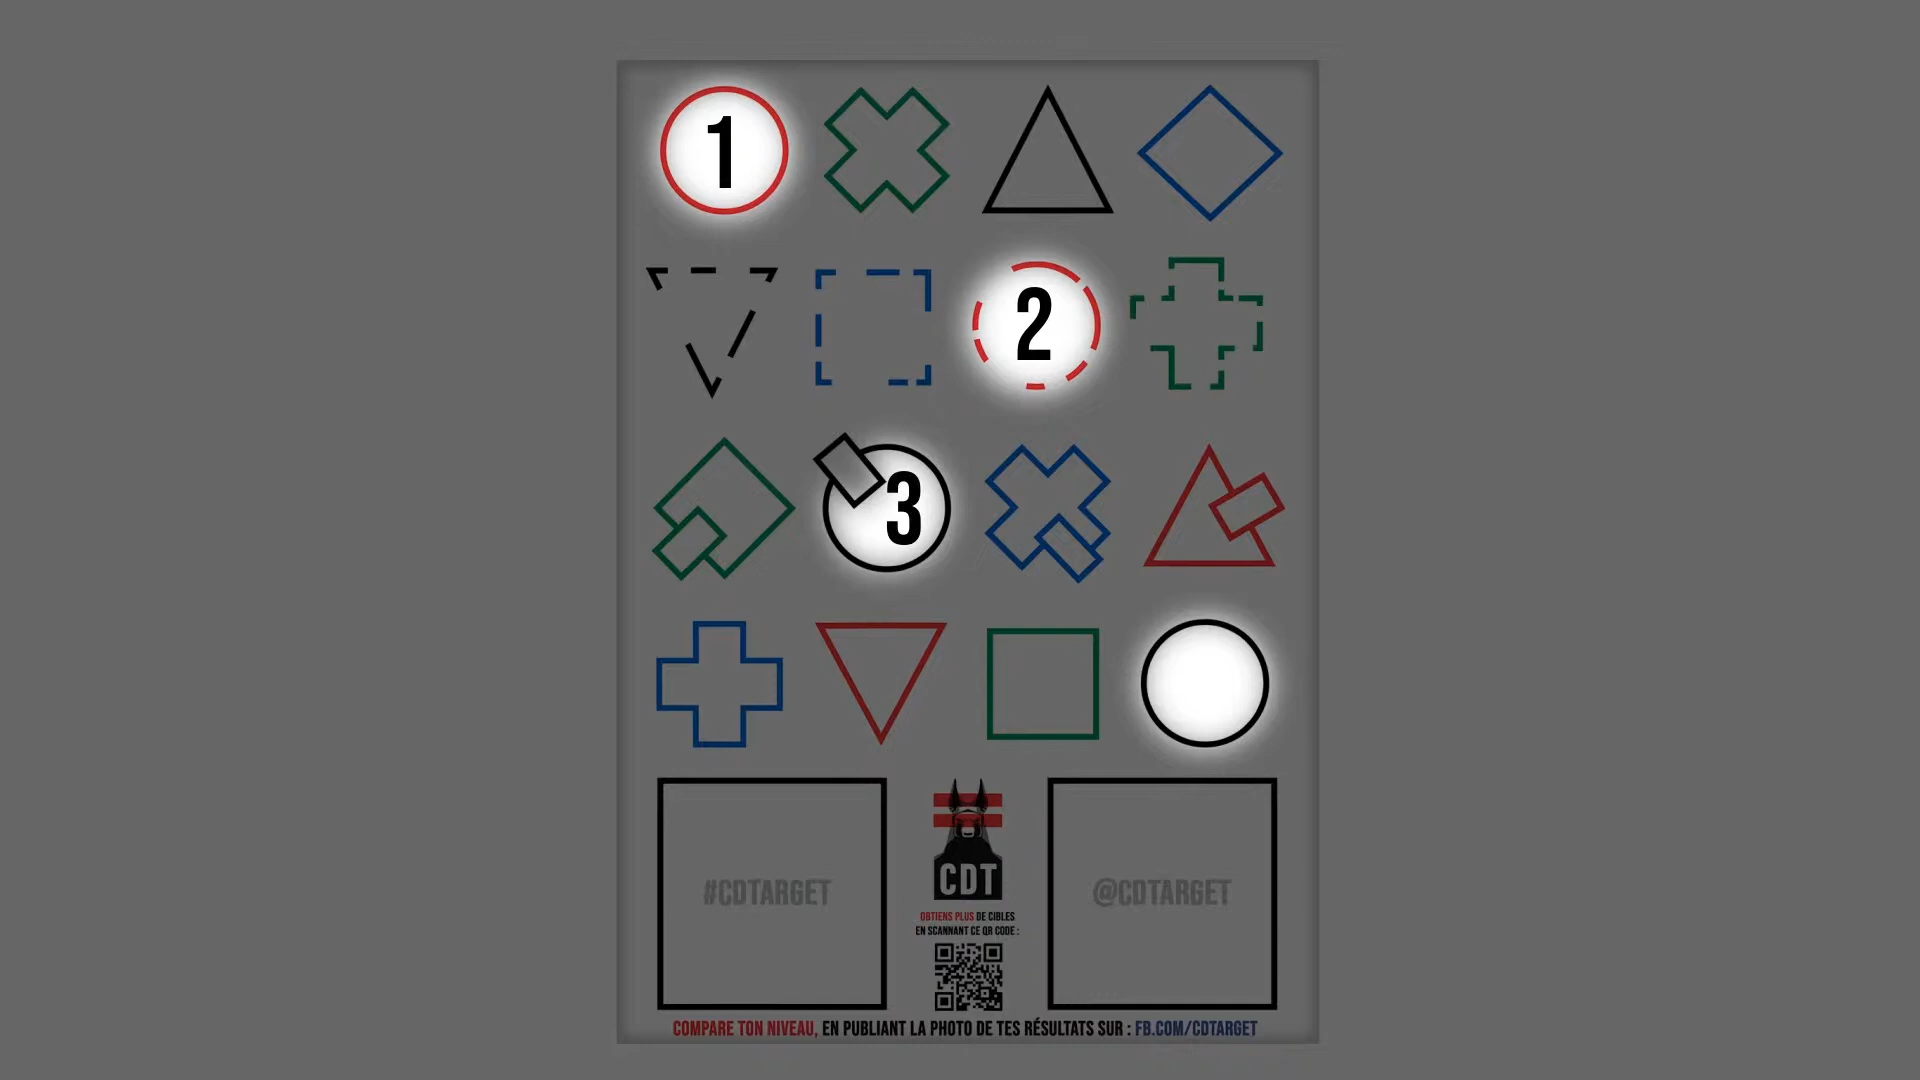 1
2
3
#CDTARGET
CDT
@CDTARGET
OBTIENS PLUS DE CIBLES
EN SCANNANT CE QR CODE :
COMPARE TON NIVEAU, EN PUBLIANT LA PHOTO DE TES RÉSULTATS SUR : FB.COM/CDTARGET